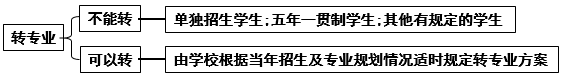 转专业
不能转
单独招生学生;五年一贯制学生;其他有规定的学生
可以转
由学校根据当年招生及专业规划情况适时规定转专业方案